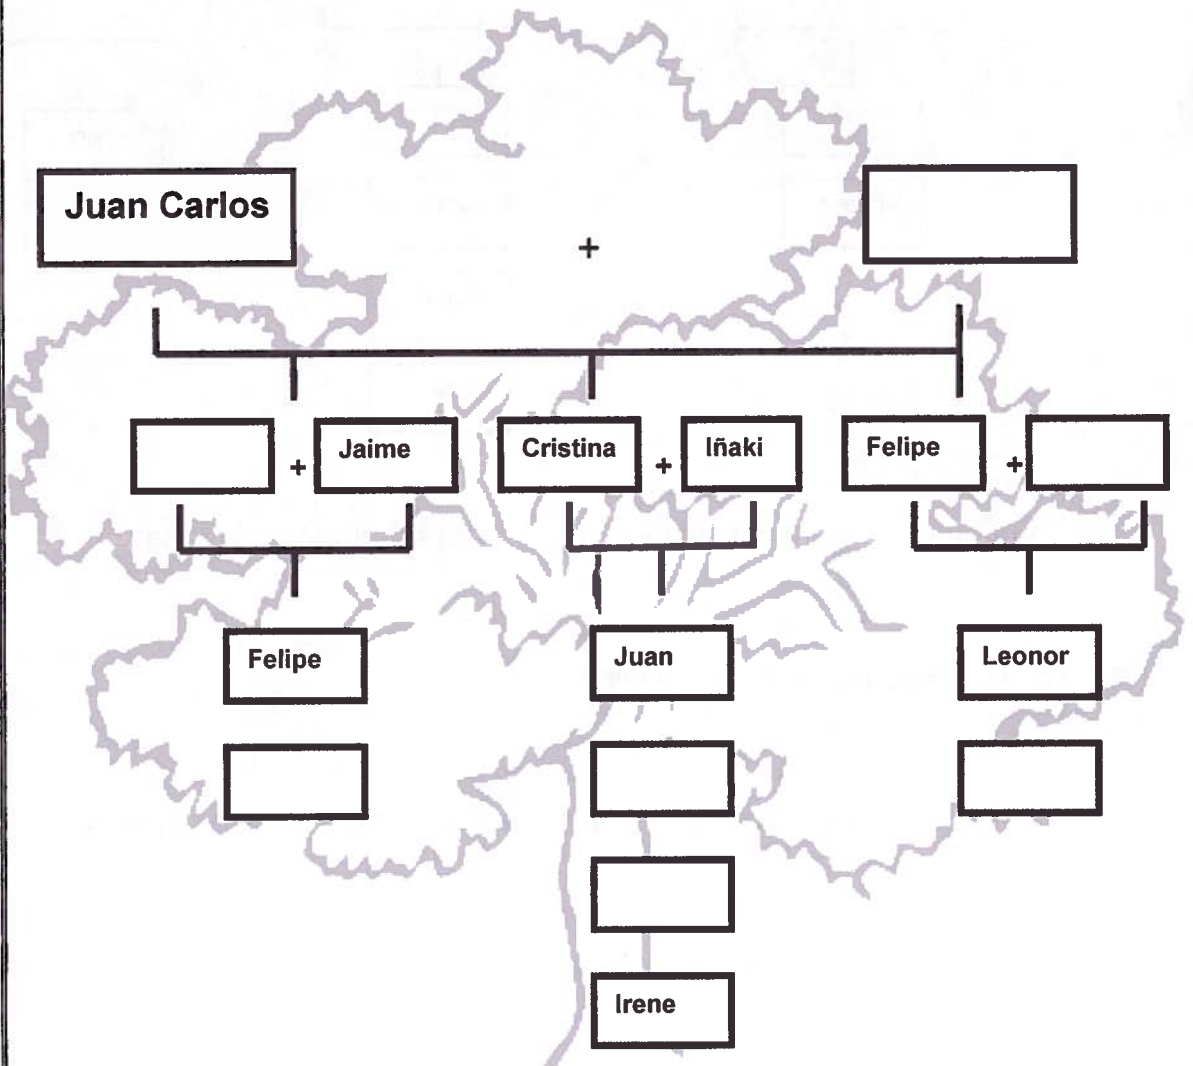 Juan Carlos
+
Jaime
Cristina
Iñaki
Felipe
+
+
+
Felipe
Juan
Leonor
Irene